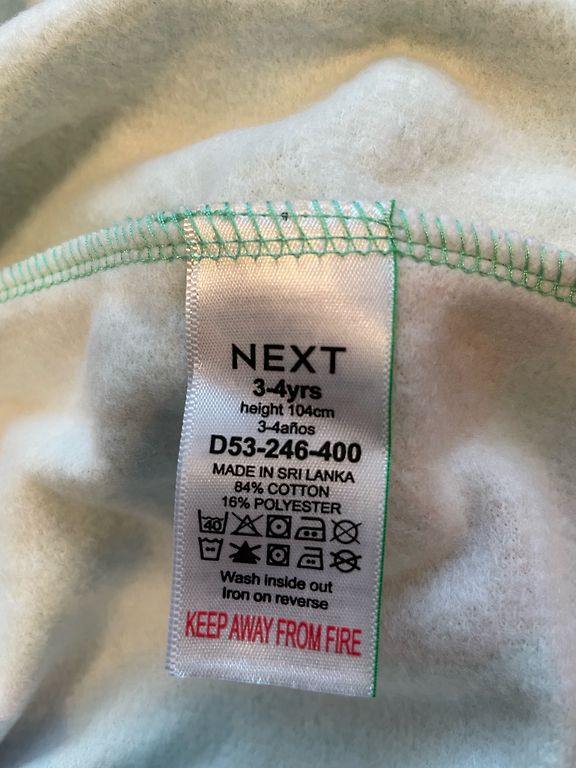 NEXT
3-4yrs
height 104cm
3-4años
D53-246-400
MADE IN SRI LANKA
84% COTTON
16% POLYESTER
40
Wash inside out
Iron on reverse
KEEP AWAY FROM FIRE